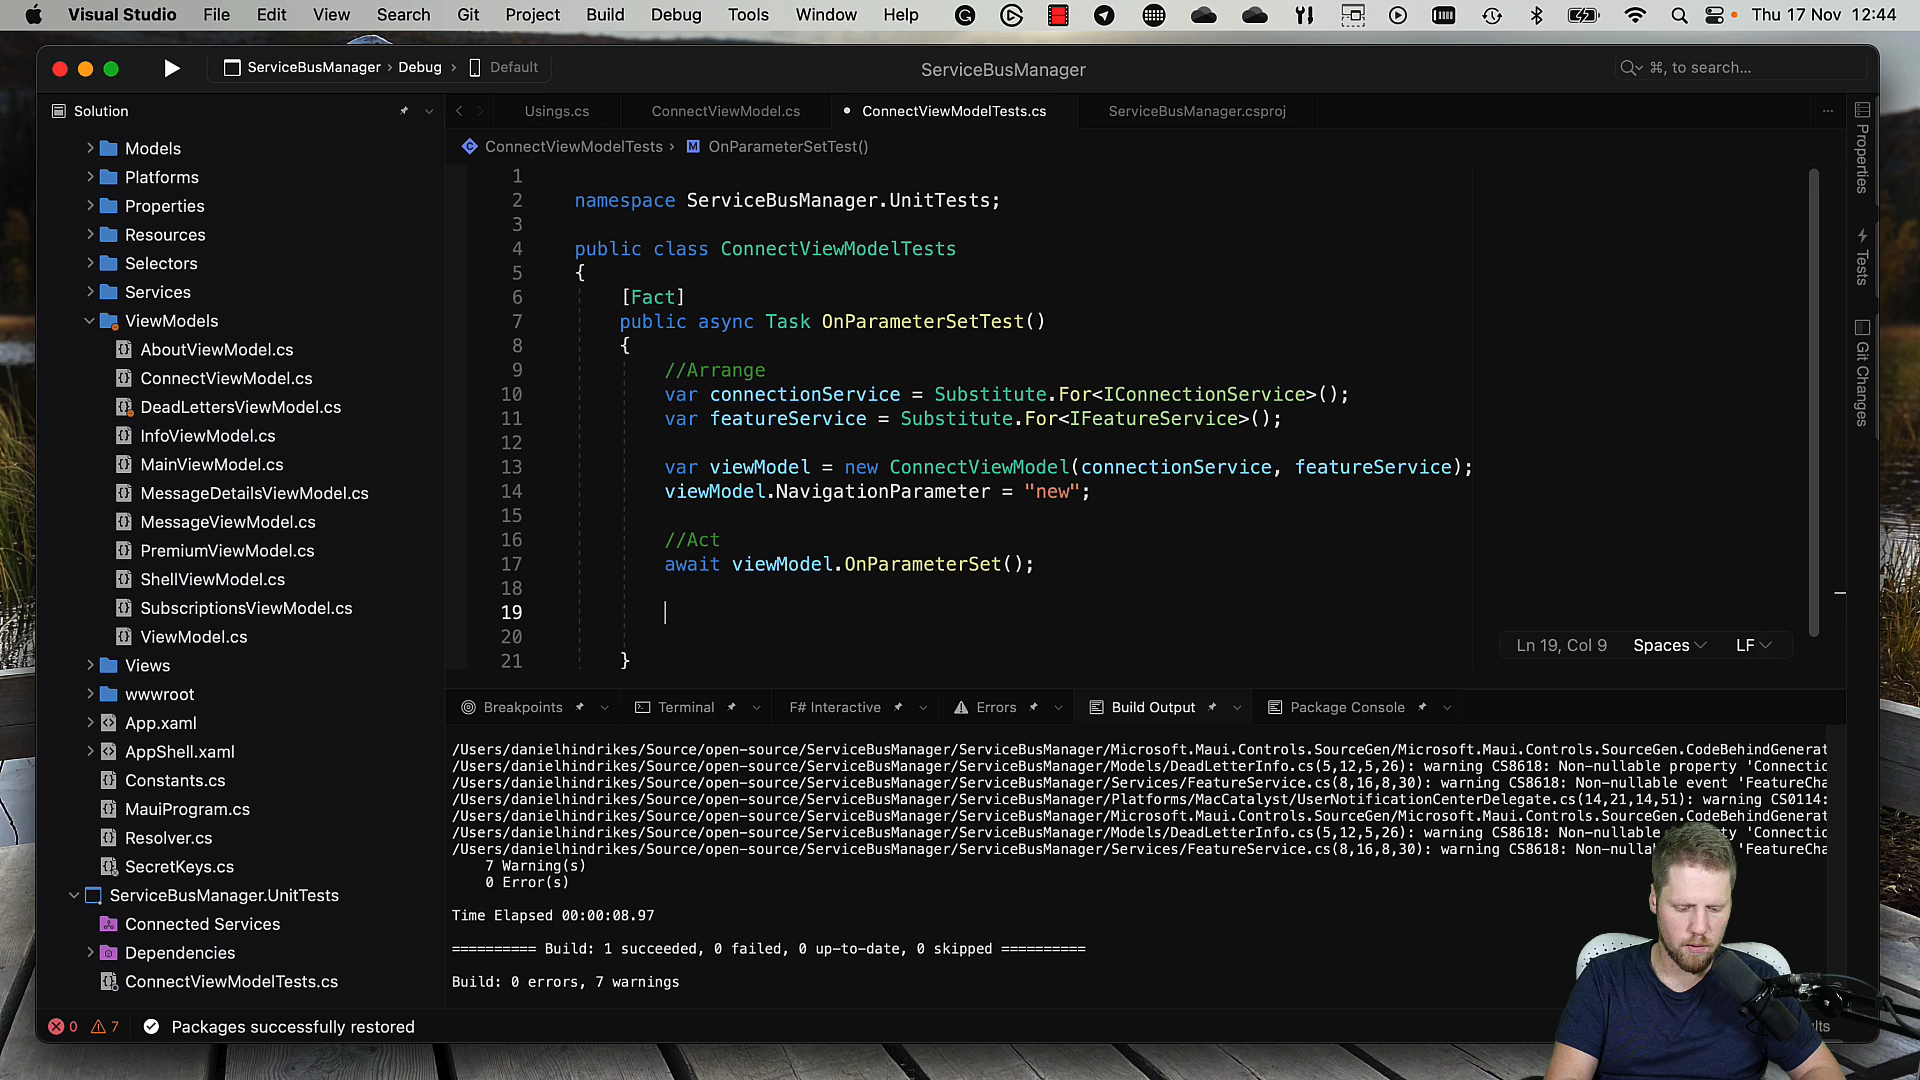 Visual Studio File Edit View Search Git Project Build Debug Tools Window Help Thu 17 Nov 12:44
ServiceBusManager › Debug › Default
ServiceBusManager
⌘, to search...
Solution
Usings.cs ConnectViewModel.cs ConnectViewModelTests.cs ServiceBusManager.csproj
ConnectViewModelTests › M OnParameterSetTest()
Models
Platforms
Properties
Resources
Selectors
Services
ViewModels
AboutViewModel.cs
ConnectViewModel.cs
DeadLettersViewModel.cs
InfoViewModel.cs
MainViewModel.cs
MessageDetailsViewModel.cs
MessageViewModel.cs
PremiumViewModel.cs
ShellViewModel.cs
SubscriptionsViewModel.cs
ViewModel.cs
Views
wwwroot
App.xaml
AppShell.xaml
Constants.cs
MauiProgram.cs
Resolver.cs
SecretKeys.cs
ServiceBusManager.UnitTests
Connected Services
Dependencies
ConnectViewModelTests.cs
1
2 namespace ServiceBusManager.UnitTests;
3
4 public class ConnectViewModelTests
5 {
6 [Fact]
7 public async Task OnParameterSetTest()
8 {
9 //Arrange
10 var connectionService = Substitute.For<IConnectionService>();
11 var featureService = Substitute.For<IFeatureService>();
12
13 var viewModel = new ConnectViewModel(connectionService, featureService);
14 viewModel.NavigationParameter = "new";
15
16 //Act
17 await viewModel.OnParameterSet();
18
19
20
21 }
Ln 19, Col 9 Spaces LF
Properties
Tests
Git Changes
Breakpoints Terminal F# Interactive Errors Build Output Package Console
/Users/danielhindrikes/Source/open-source/ServiceBusManager/ServiceBusManager/Microsoft.Maui.Controls.SourceGen/Microsoft.Maui.Controls.SourceGen.CodeBehindGenerat
/Users/danielhindrikes/Source/open-source/ServiceBusManager/ServiceBusManager/Models/DeadLetterInfo.cs(5,12,5,26): warning CS8618: Non-nullable property 'Connectio
/Users/danielhindrikes/Source/open-source/ServiceBusManager/ServiceBusManager/Services/FeatureService.cs(8,16,8,30): warning CS8618: Non-nullable event 'FeatureCha
/Users/danielhindrikes/Source/open-source/ServiceBusManager/ServiceBusManager/Platforms/MacCatalyst/UserNotificationCenterDelegate.cs(14,21,14,51): warning CS0114:
/Users/danielhindrikes/Source/open-source/ServiceBusManager/ServiceBusManager/Microsoft.Maui.Controls.SourceGen/Microsoft.Maui.Controls.SourceGen.CodeBehindGenerat
/Users/danielhindrikes/Source/open-source/ServiceBusManager/ServiceBusManager/Models/DeadLetterInfo.cs(5,12,5,26): warning CS8618: Non-nullable property 'Connectio
/Users/danielhindrikes/Source/open-source/ServiceBusManager/ServiceBusManager/Services/FeatureService.cs(8,16,8,30): warning CS8618: Non-nullab 'FeatureCha
7 Warning(s)
0 Error(s)
Time Elapsed 00:00:08.97
========== Build: 1 succeeded, 0 failed, 0 up-to-date, 0 skipped ==========
Build: 0 errors, 7 warnings
0 7 Packages successfully restored